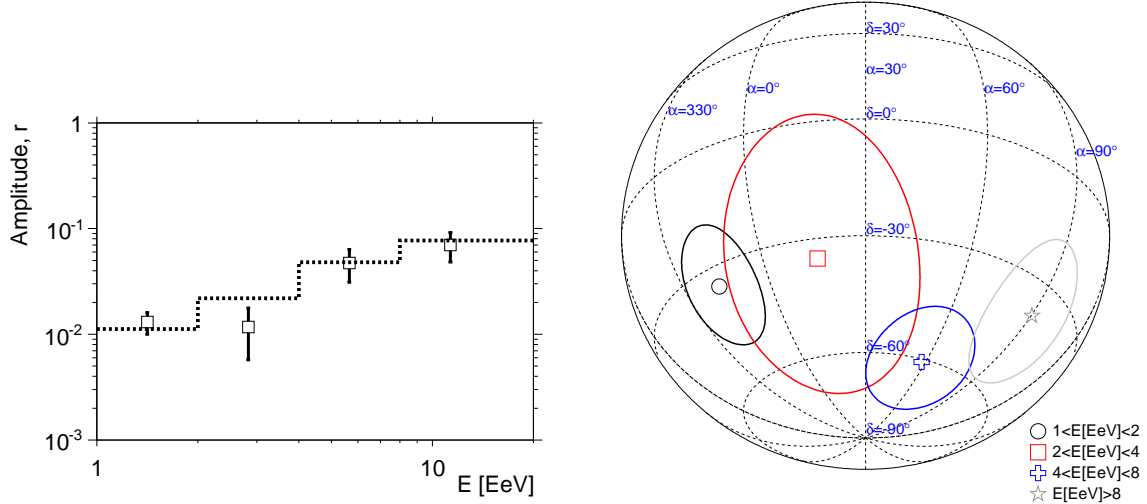 Amplitude, r
1
10⁻¹
10⁻²
10⁻³
1
10
E [EeV]
δ=30°
α=30°
α=0°
α=60°
α=330°
δ=0°
α=90°
δ=-30°
δ=-60°
δ=-90°
1<E[EeV]<2
2<E[EeV]<4
4<E[EeV]<8
E[EeV]>8